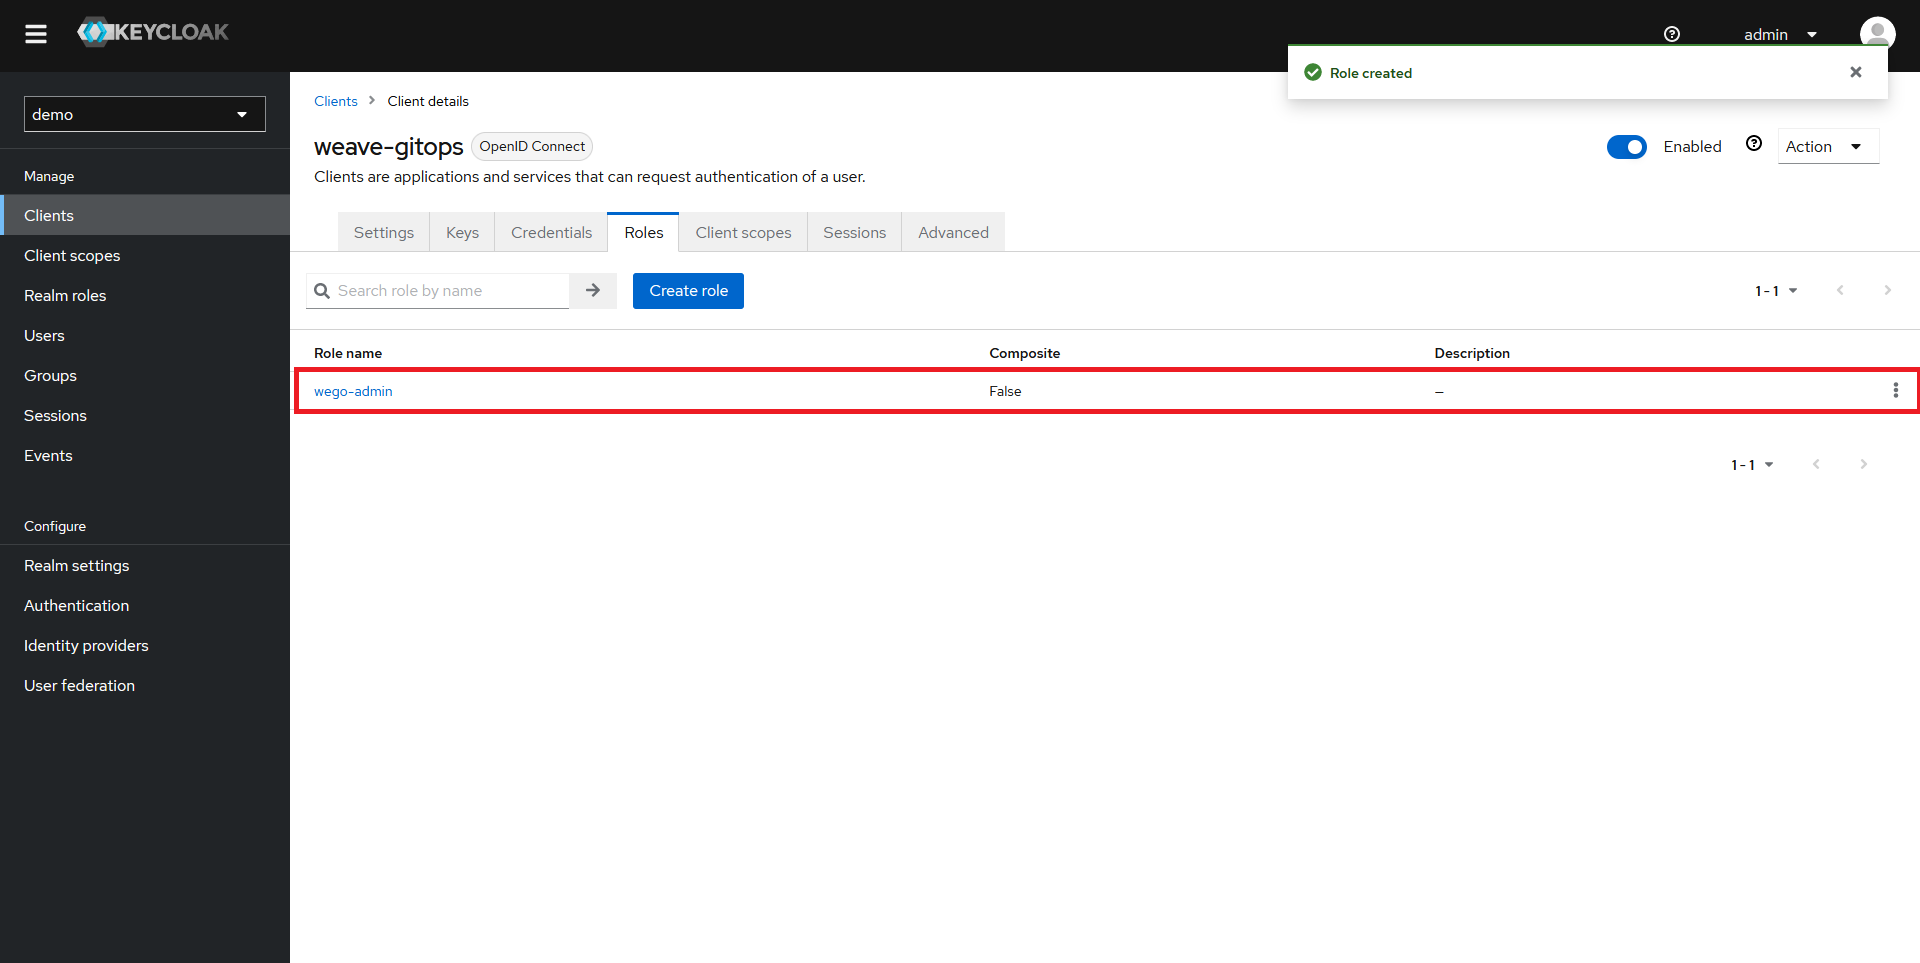 KEYCLOAK
admin
Role created
demo
Manage
Clients
Client scopes
Realm roles
Users
Groups
Sessions
Events
Configure
Realm settings
Authentication
Identity providers
User federation
Clients Client details
weave-gitops OpenID Connect
Enabled Action
Clients are applications and services that can request authentication of a user.
Settings Keys Credentials Roles Client scopes Sessions Advanced
Search role by name Create role 1 - 1
Role name Composite Description
wego-admin False —
1 - 1